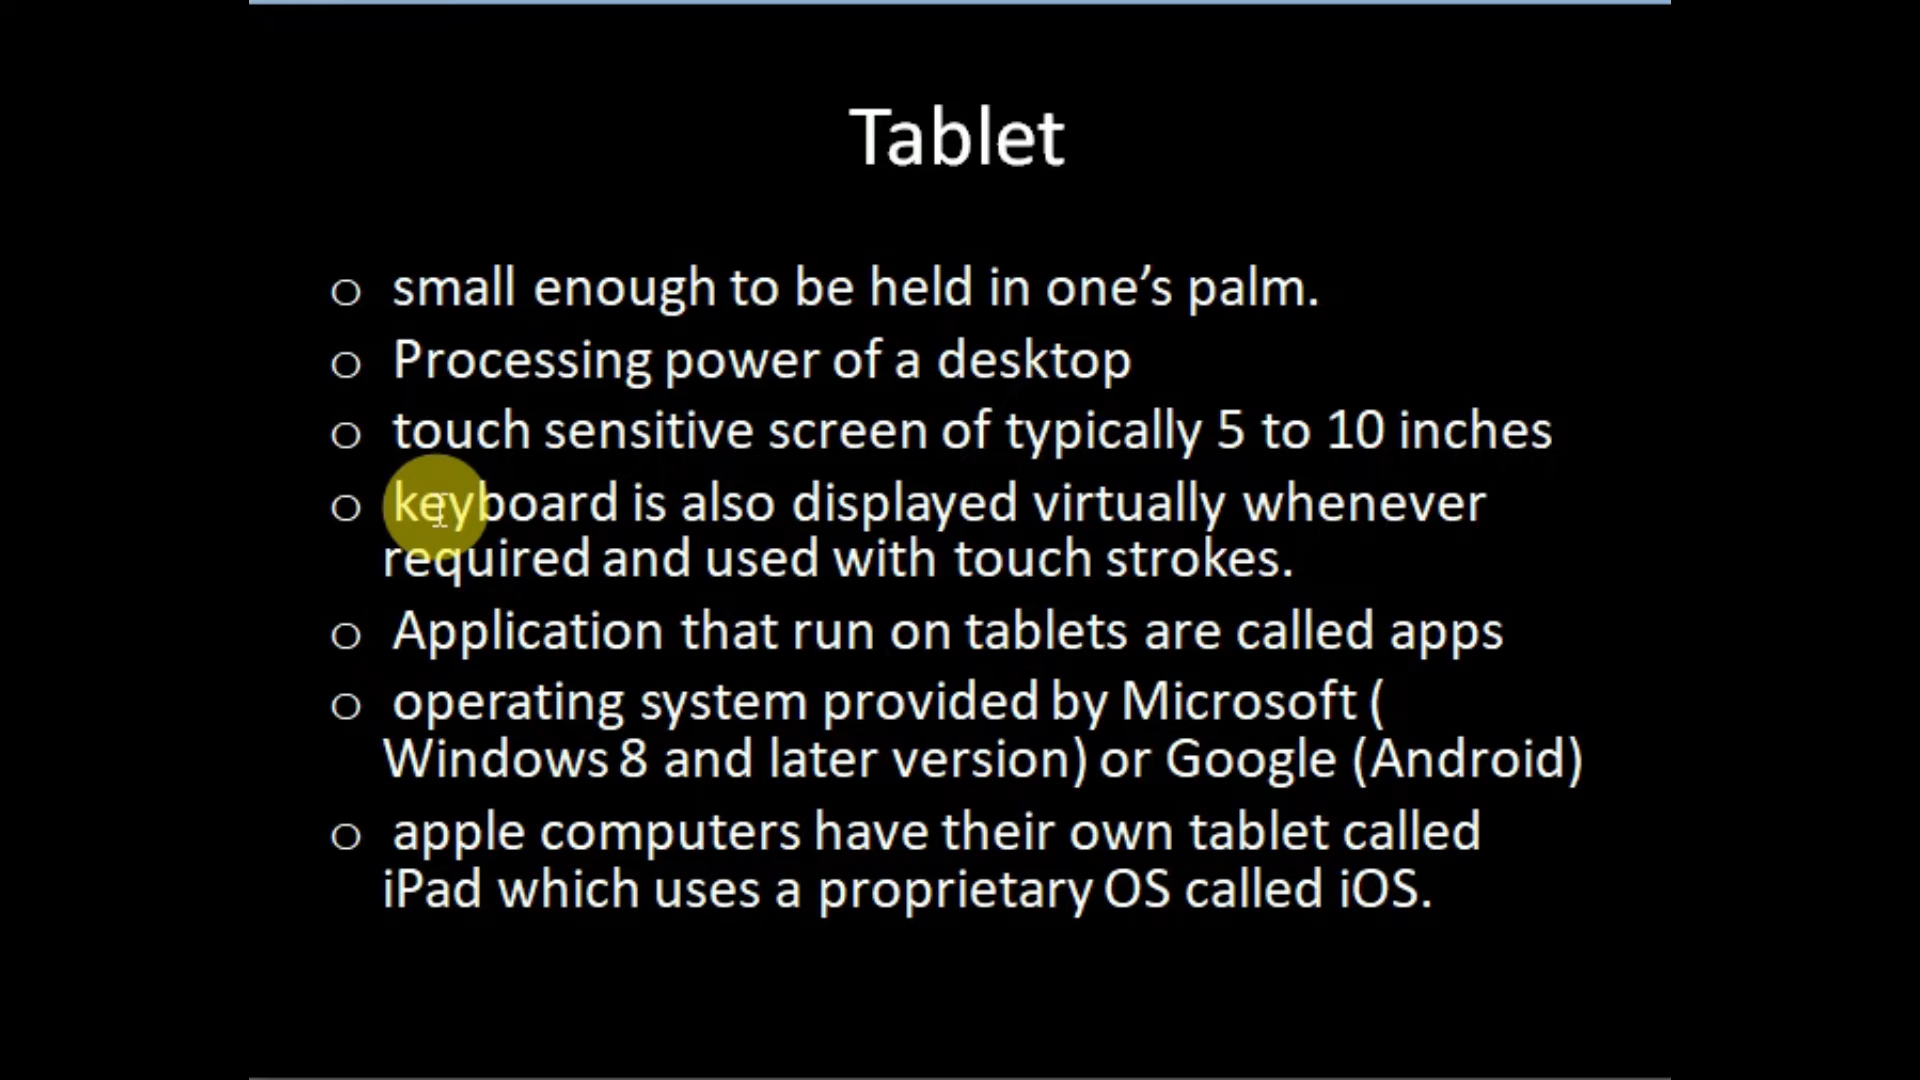 Tablet
o small enough to be held in one’s palm.
o Processing power of a desktop
o touch sensitive screen of typically 5 to 10 inches
o keyboard is also displayed virtually whenever
required and used with touch strokes.
o Application that run on tablets are called apps
o operating system provided by Microsoft (
Windows 8 and later version) or Google (Android)
o apple computers have their own tablet called
iPad which uses a proprietary OS called iOS.